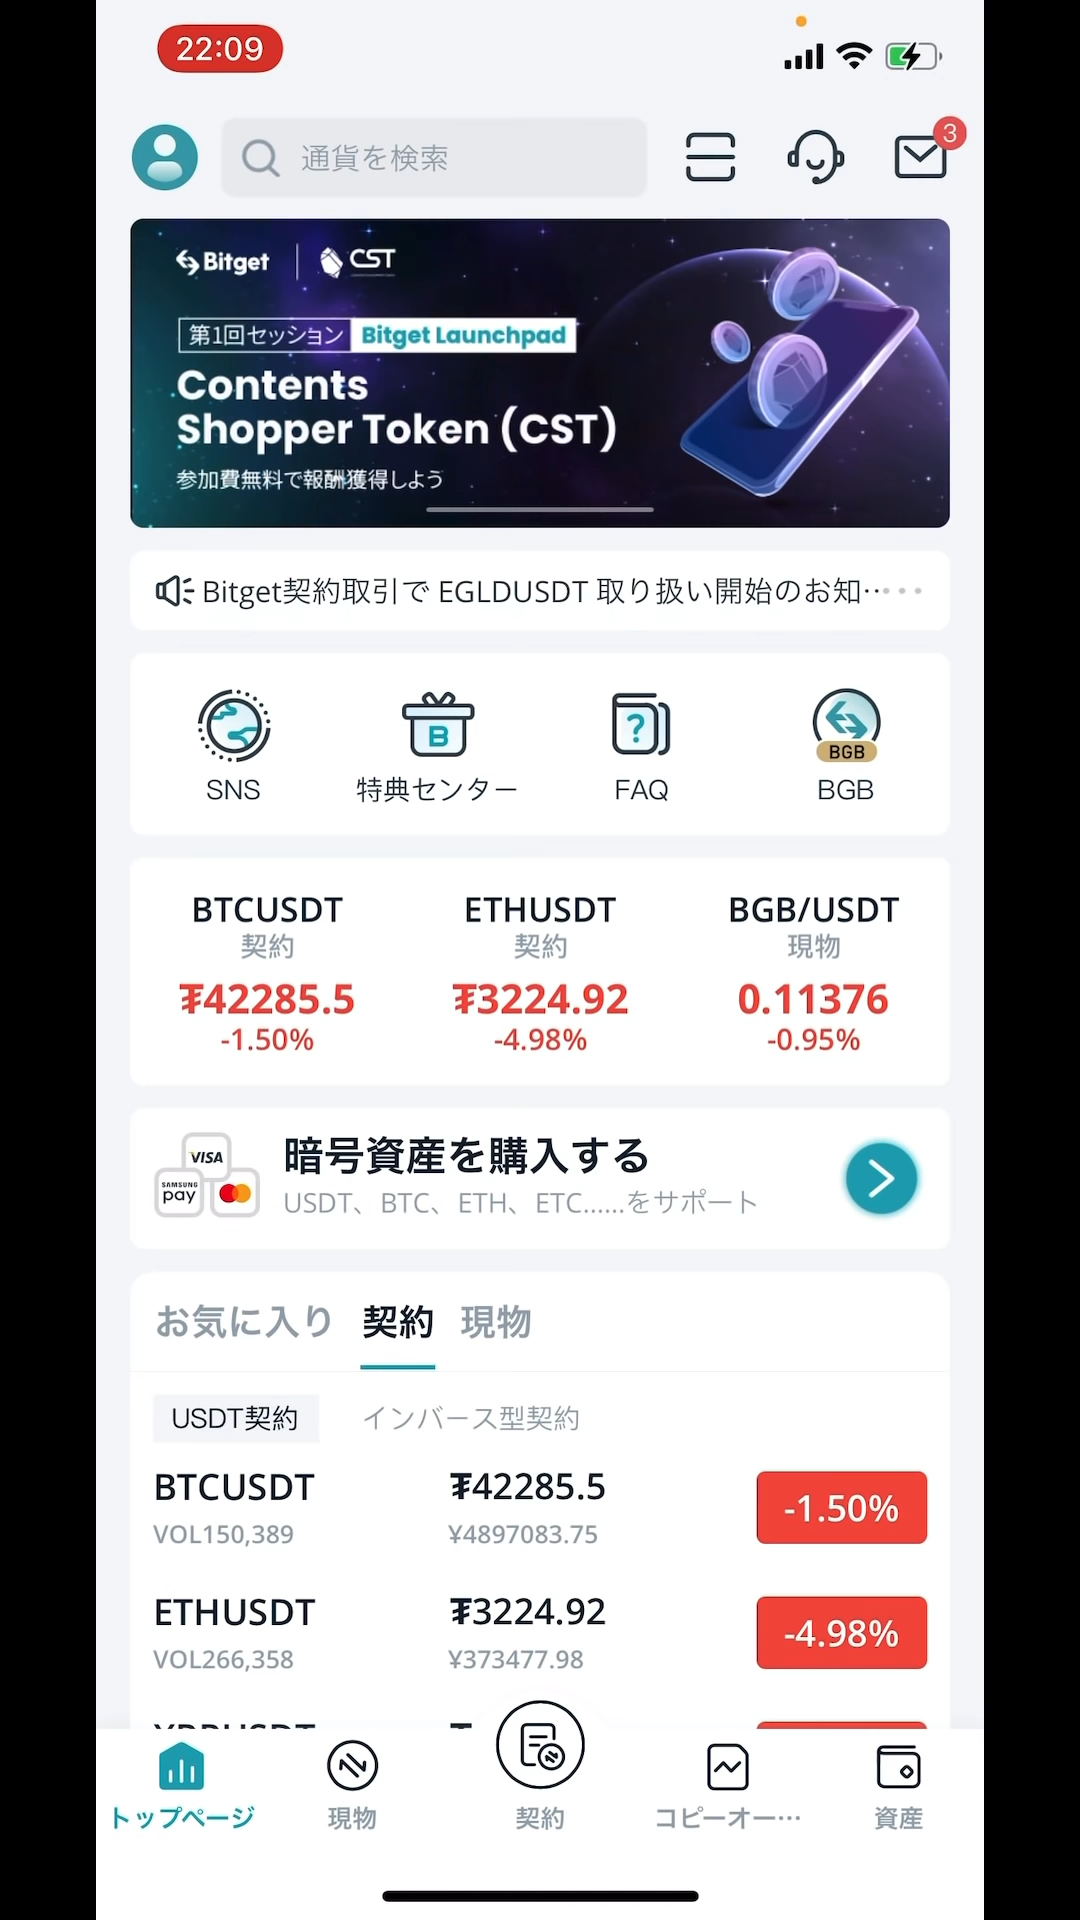 22:09
通貨を検索
3
Bitget CST
第1回セッション Bitget Launchpad
Contents
Shopper Token (CST)
参加費無料で報酬獲得しよう
Bitget契約取引で EGLDUSDT 取り扱い開始のお知…
B
?
BGB
SNS 特典センター FAQ BGB
BTCUSDT ETHUSDT BGB/USDT
契約 契約 現物
₮42285.5 ₮3224.92 0.11376
-1.50% -4.98% -0.95%
VISA
SAMSUNG
pay
暗号資産を購入する
USDT、BTC、ETH、ETC......をサポート
お気に入り 契約 現物
USDT契約 インバース型契約
BTCUSDT ₮42285.5 -1.50%
VOL150,389 ¥4897083.75
ETHUSDT ₮3224.92 -4.98%
VOL266,358 ¥373477.98
トップページ 現物 契約 コピーオー… 資産